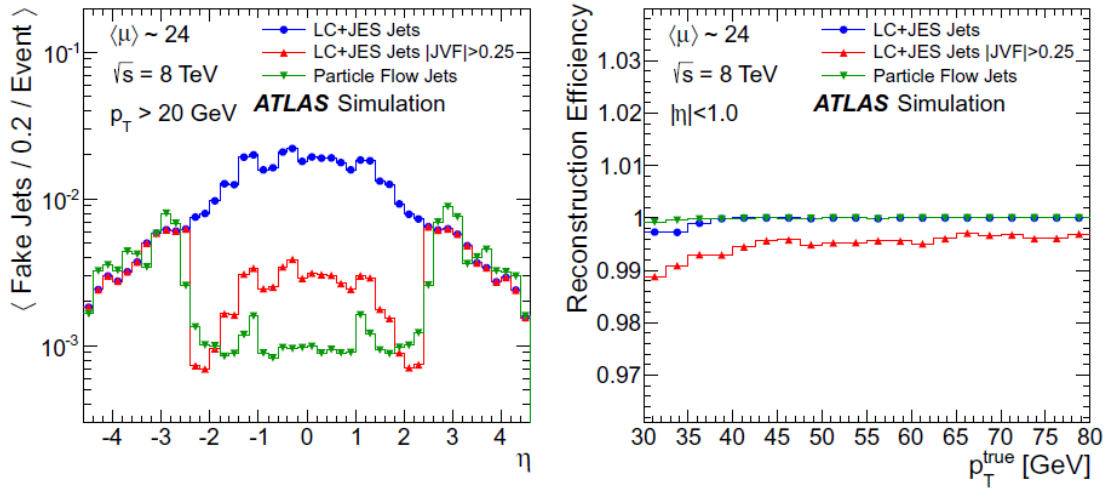 ⟨ Fake Jets / 0.2 / Event ⟩
10⁻¹
10⁻²
10⁻³
⟨μ⟩ ~ 24
√s = 8 TeV
p_T > 20 GeV
LC+JES Jets
LC+JES Jets |JVF|>0.25
Particle Flow Jets
ATLAS Simulation
-4 -3 -2 -1 0 1 2 3 4
η
Reconstruction Efficiency
1.03
1.02
1.01
1
0.99
0.98
0.97
⟨μ⟩ ~ 24
√s = 8 TeV
|η|<1.0
LC+JES Jets
LC+JES Jets |JVF|>0.25
Particle Flow Jets
ATLAS Simulation
30 35 40 45 50 55 60 65 70 75 80
p_T^true [GeV]